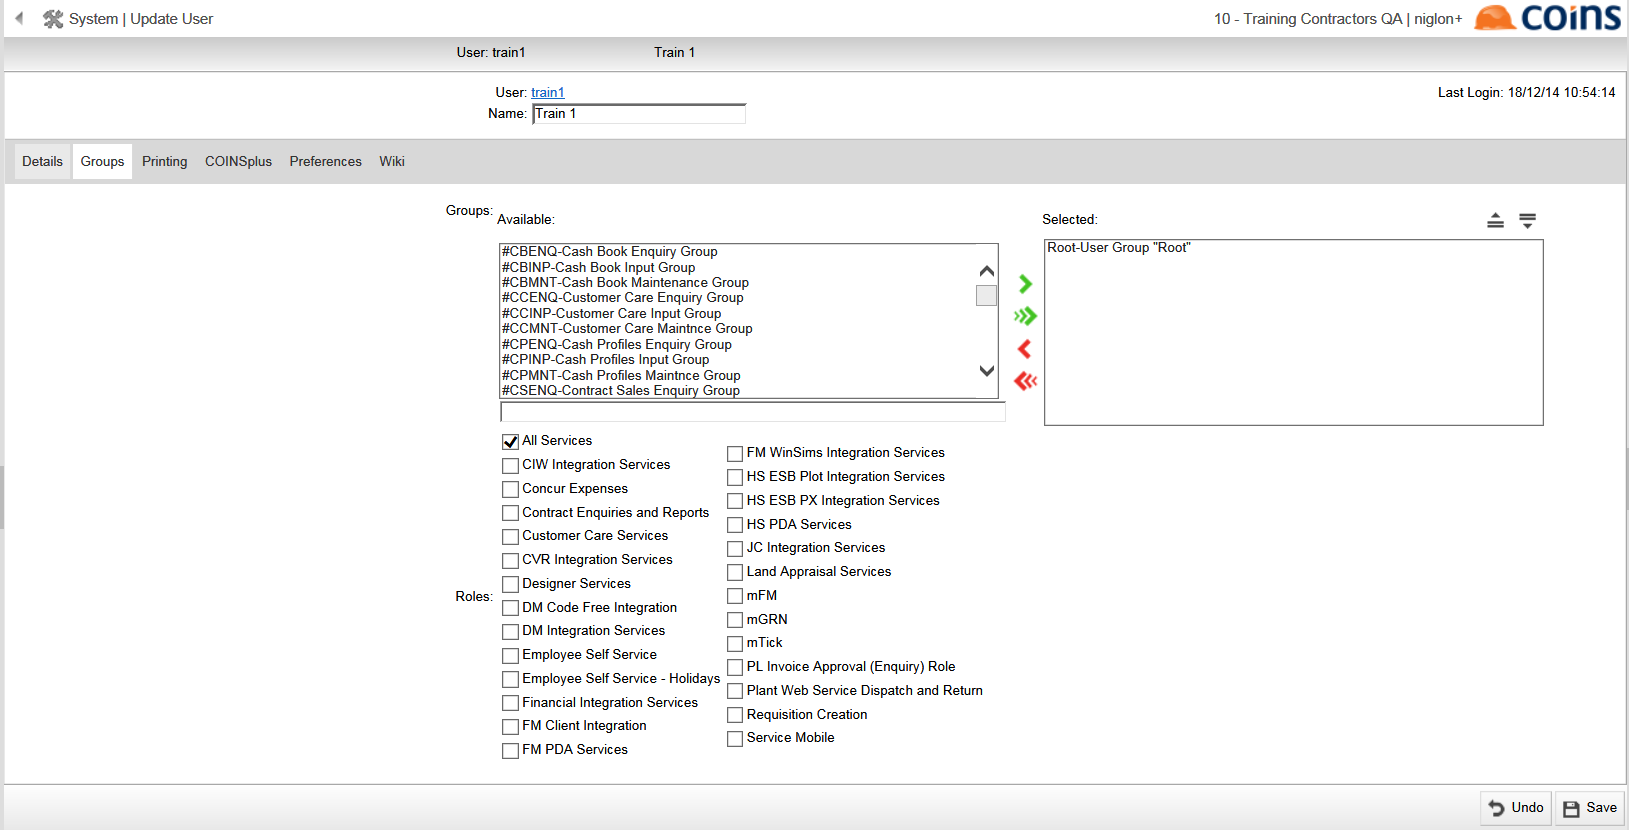 System | Update User
10 - Training Contractors QA | niglon+
coins
User: train1
Train 1
User: train1
Last Login: 18/12/14 10:54:14
Name: Train 1
Details
Groups
Printing
COINSplus
Preferences
Wiki
Groups:
Available:
#CBENQ-Cash Book Enquiry Group
#CBINP-Cash Book Input Group
#CBMNT-Cash Book Maintenance Group
#CCENQ-Customer Care Enquiry Group
#CCINP-Customer Care Input Group
#CCMNT-Customer Care Maintnce Group
#CPENQ-Cash Profiles Enquiry Group
#CPINP-Cash Profiles Input Group
#CPMNT-Cash Profiles Maintnce Group
#CSENQ-Contract Sales Enquiry Group
Selected:
Root-User Group "Root"
Roles:
All Services
CIW Integration Services
Concur Expenses
Contract Enquiries and Reports
Customer Care Services
CVR Integration Services
Designer Services
DM Code Free Integration
DM Integration Services
Employee Self Service
Employee Self Service - Holidays
Financial Integration Services
FM Client Integration
FM PDA Services
FM WinSims Integration Services
HS ESB Plot Integration Services
HS ESB PX Integration Services
HS PDA Services
JC Integration Services
Land Appraisal Services
mFM
mGRN
mTick
PL Invoice Approval (Enquiry) Role
Plant Web Service Dispatch and Return
Requisition Creation
Service Mobile
Undo
Save